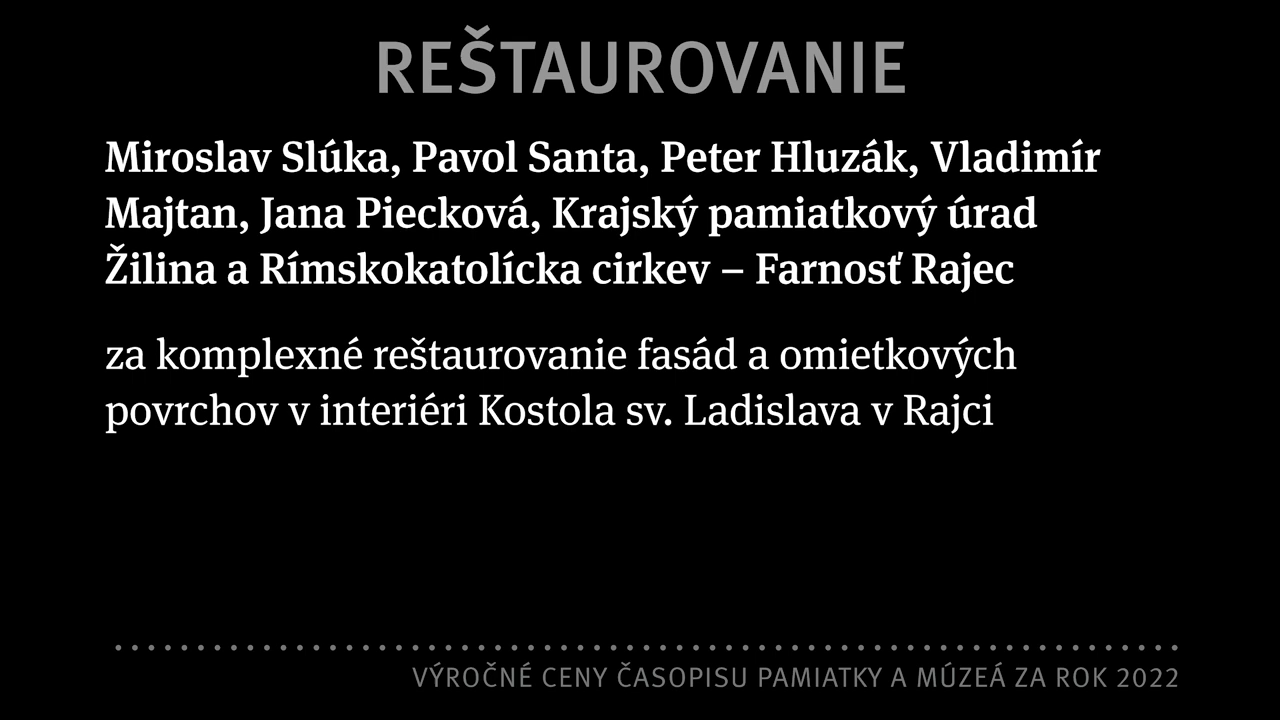 REŠTAUROVANIE
Miroslav Slúka, Pavol Santa, Peter Hluzák, Vladimír
Majtan, Jana Piecková, Krajský pamiatkový úrad
Žilina a Rímskokatolícka cirkev – Farnosť Rajec
za komplexné reštaurovanie fasád a omietkových
povrchov v interiéri Kostola sv. Ladislava v Rajci
VÝROČNÉ CENY ČASOPISU PAMIATKY A MÚZEÁ ZA ROK 2022